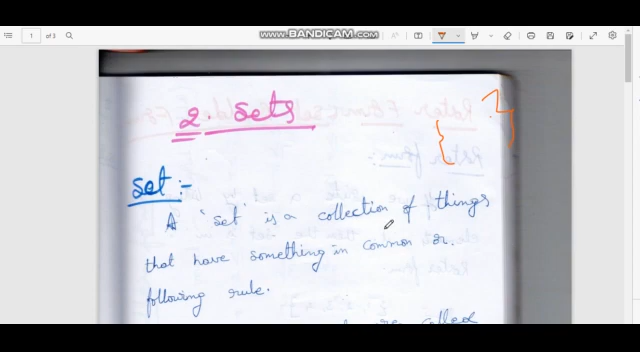 www.BANDICAM.com
1 of 3
2. Sets
Set :-
A 'set' is a collection of things
that have something in common or
following rule.
called